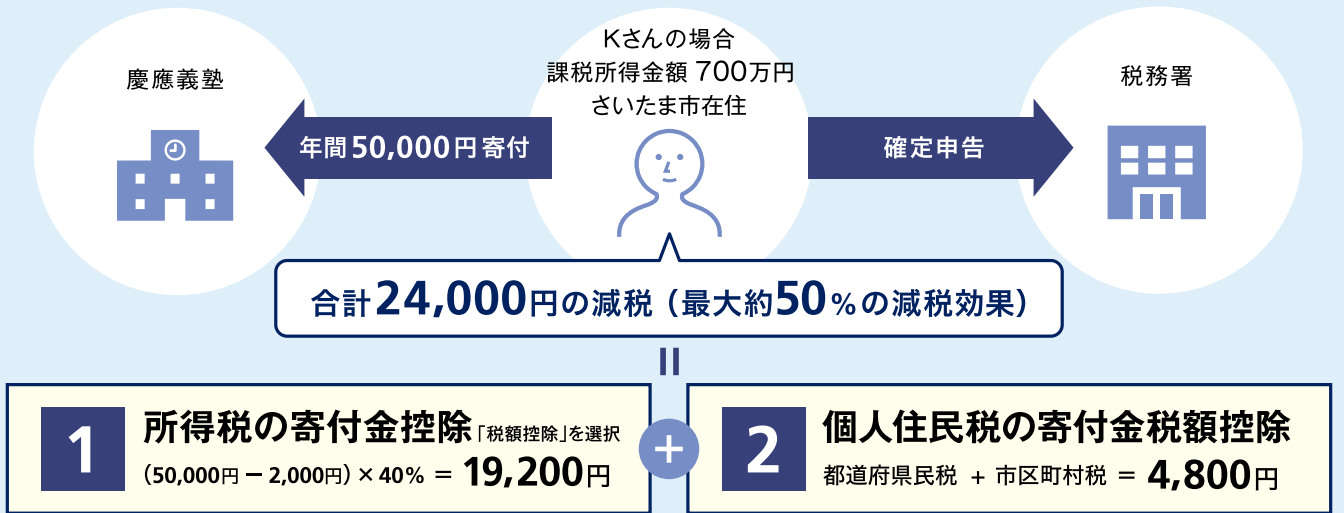 慶應義塾
年間50,000円寄付
Kさんの場合
課税所得金額 700万円
さいたま市在住
確定申告
税務署
合計24,000円の減税(最大約50%の減税効果)
=
1 所得税の寄付金控除「税額控除」を選択
(50,000円 − 2,000円)× 40% = 19,200円
+
2 個人住民税の寄付金税額控除
都道府県民税 + 市区町村税 = 4,800円